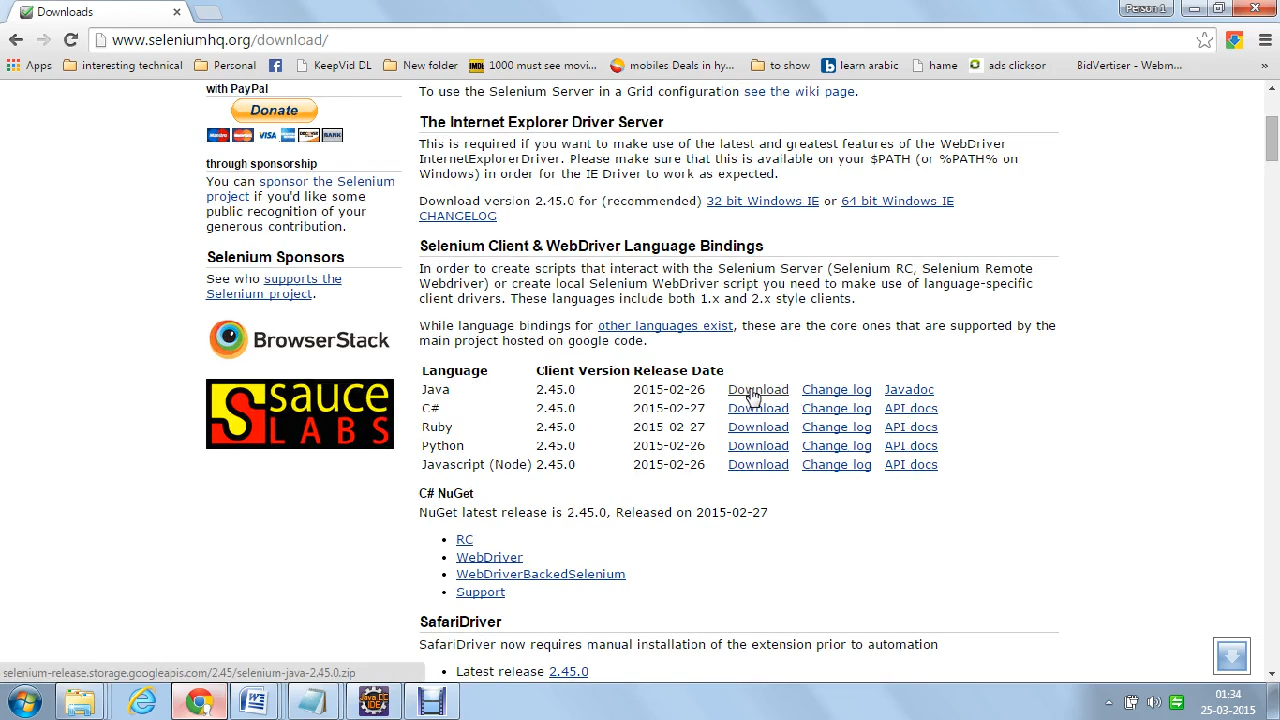 Downloads
Person 1
www.seleniumhq.org/download/
Apps
interesting technical
Personal
KeepVid DL
New folder
IMDb
1000 must see movi...
mobiles Deals in hy...
to show
learn arabic
hame
ads clicksor
BidVertiser - Webm...
»
with PayPal
Donate
VISA
BANK
through sponsorship
You can sponsor the Selenium
project if you'd like some
public recognition of your
generous contribution.
Selenium Sponsors
See who supports the
Selenium project.
BrowserStack
sauce
LABS
To use the Selenium Server in a Grid configuration see the wiki page.
The Internet Explorer Driver Server
This is required if you want to make use of the latest and greatest features of the WebDriver
InternetExplorerDriver. Please make sure that this is available on your $PATH (or %PATH% on
Windows) in order for the IE Driver to work as expected.
Download version 2.45.0 for (recommended) 32 bit Windows IE or 64 bit Windows IE
CHANGELOG
Selenium Client & WebDriver Language Bindings
In order to create scripts that interact with the Selenium Server (Selenium RC, Selenium Remote
Webdriver) or create local Selenium WebDriver script you need to make use of language-specific
client drivers. These languages include both 1.x and 2.x style clients.
While language bindings for other languages exist, these are the core ones that are supported by the
main project hosted on google code.
Language Client Version Release Date
Java 2.45.0 2015-02-26 Download Change log Javadoc
C# 2.45.0 2015-02-27 Download Change log API docs
Ruby 2.45.0 2015-02-27 Download Change log API docs
Python 2.45.0 2015-02-26 Download Change log API docs
Javascript (Node) 2.45.0 2015-02-26 Download Change log API docs
C# NuGet
NuGet latest release is 2.45.0, Released on 2015-02-27
• RC
• WebDriver
• WebDriverBackedSelenium
• Support
SafariDriver
SafariDriver now requires manual installation of the extension prior to automation
• Latest release 2.45.0
selenium-release.storage.googleapis.com/2.45/selenium-java-2.45.0.zip
Java EE
IDE
01:34
25-03-2015